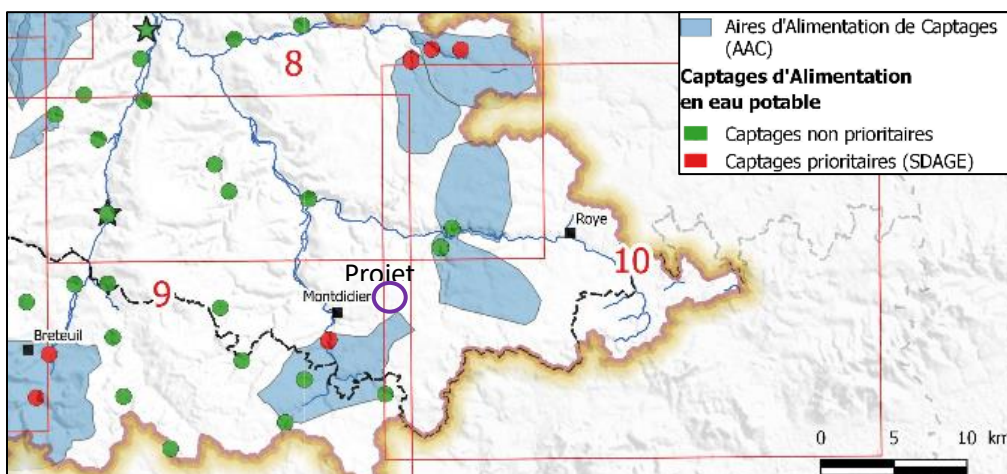 Aires d'Alimentation de Captages
(AAC)
Captages d'Alimentation
en eau potable
Captages non prioritaires
Captages prioritaires (SDAGE)
8
Roye
10
Projet
9
Montdidier
Breteuil
0 5 10 km